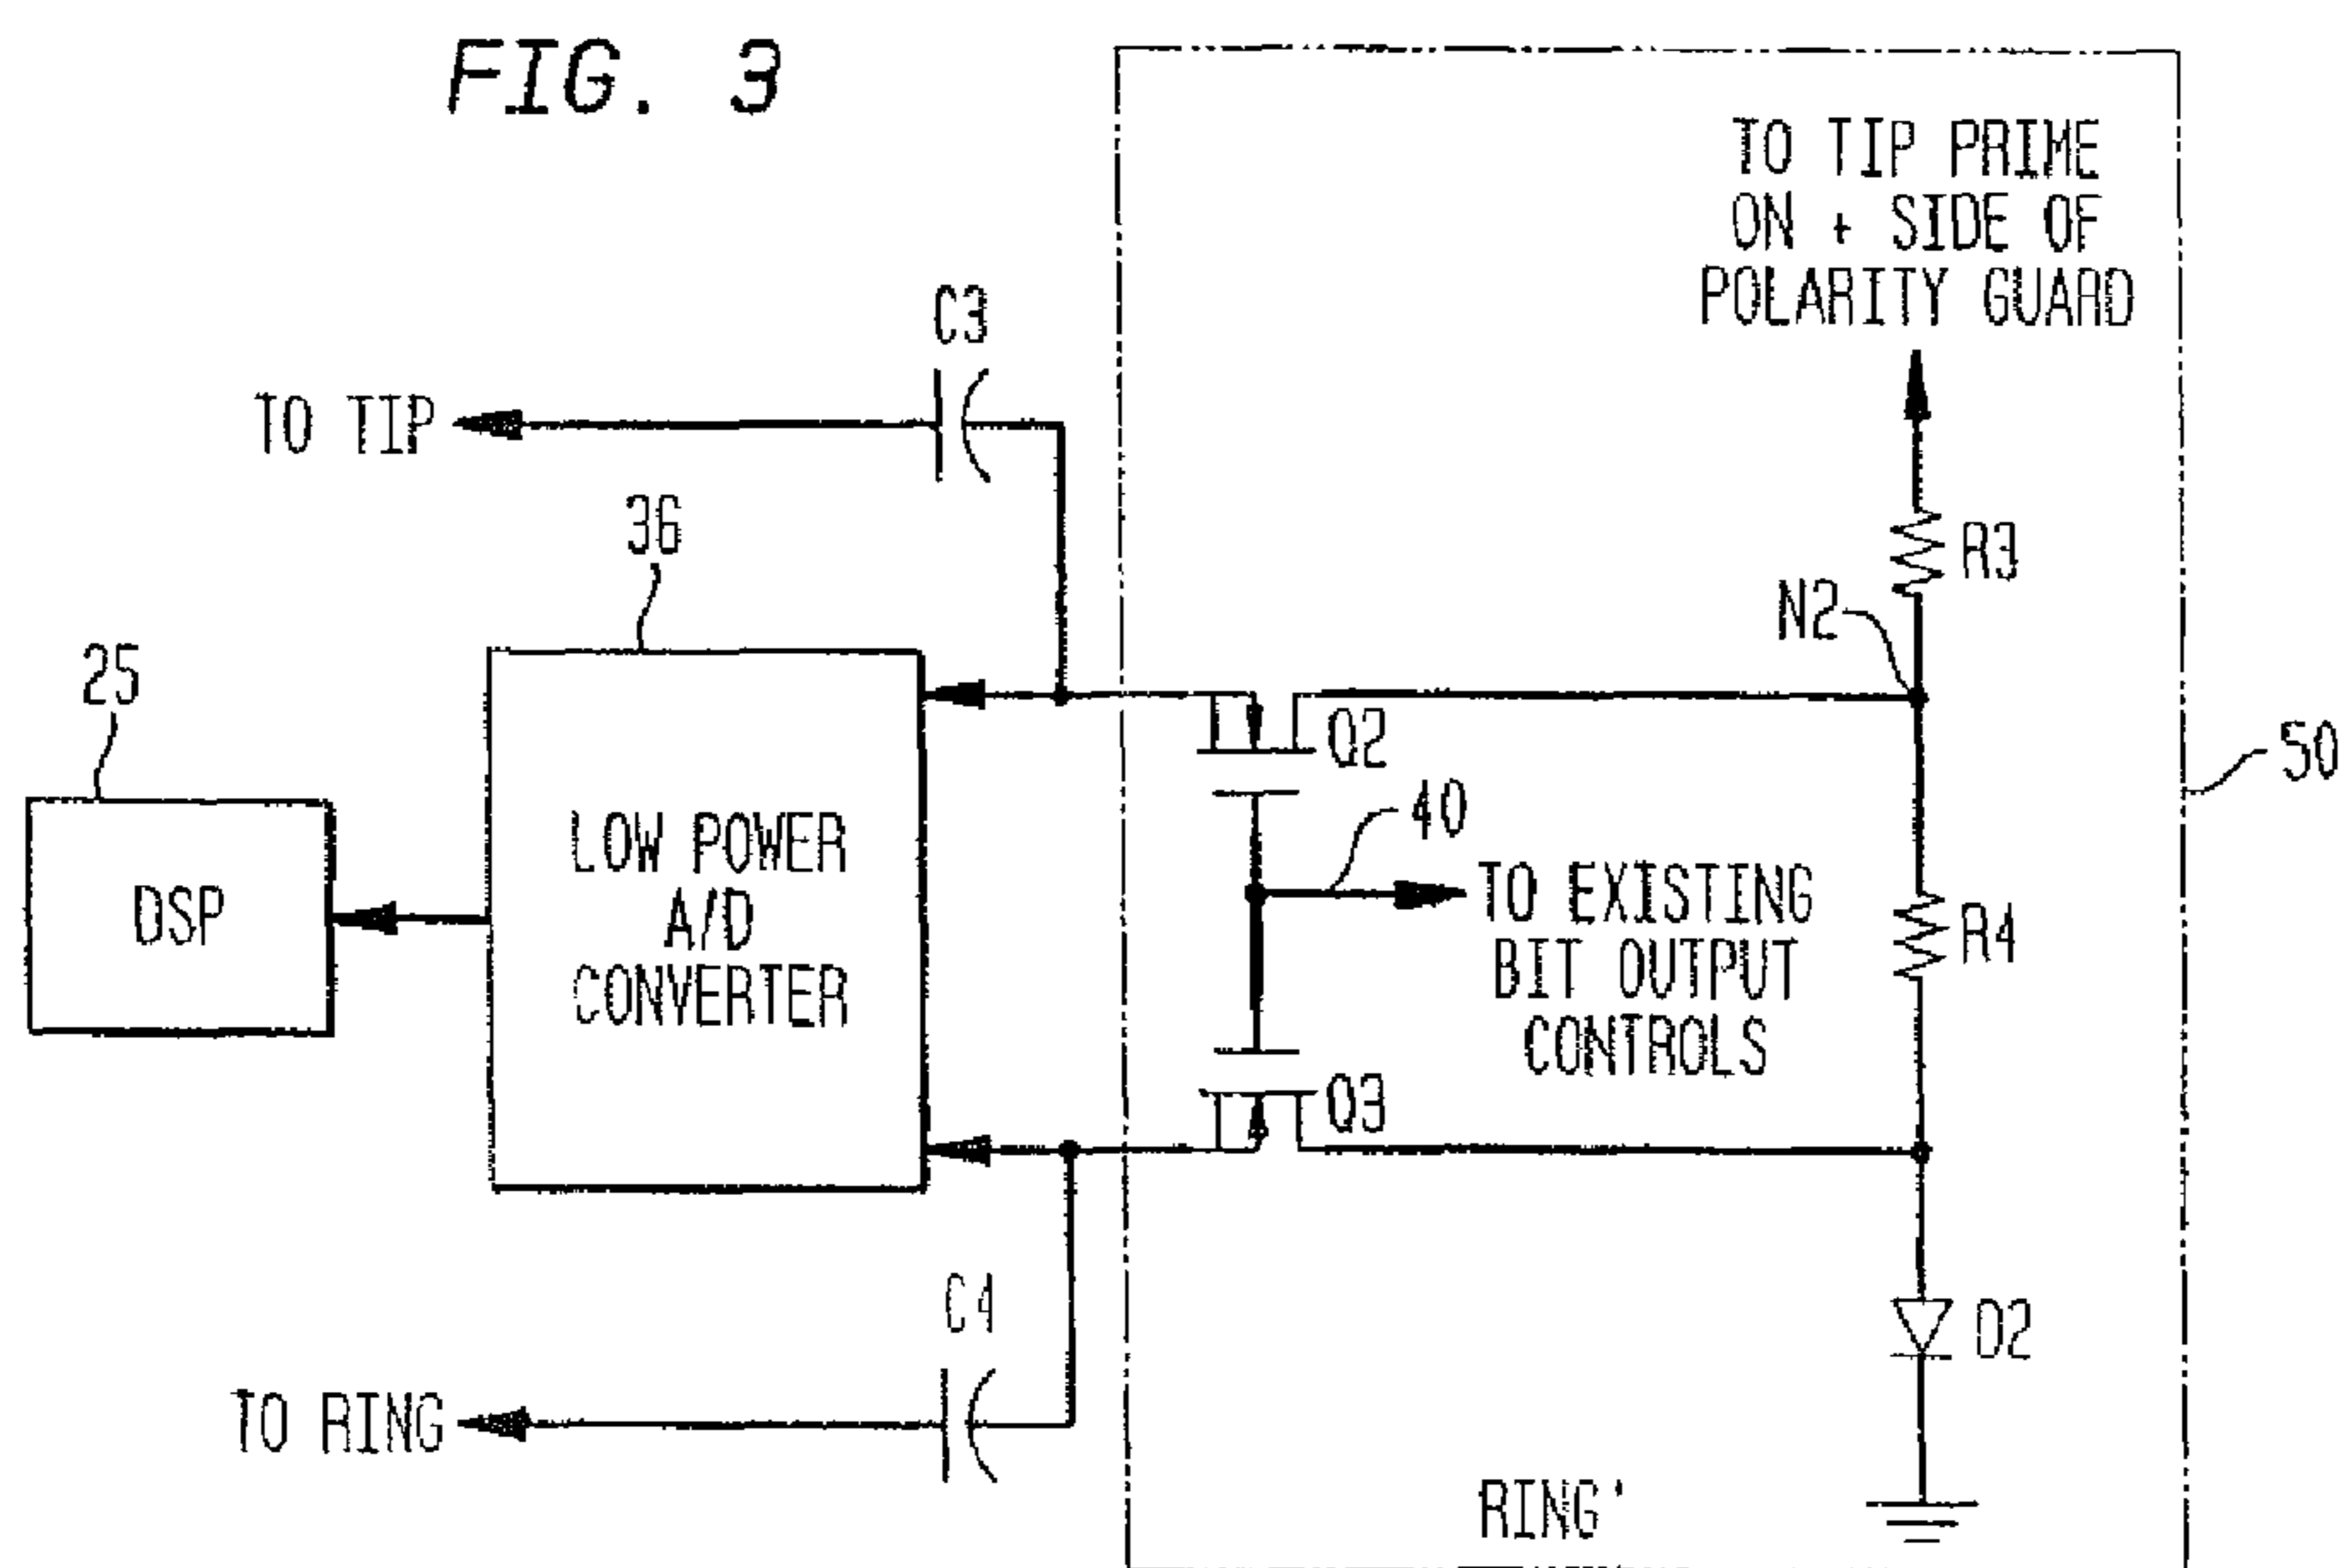 FIG. 3
TO TIP PRIME
ON + SIDE OF
POLARITY GUARD
C3
TO TIP
36
R3
N2
25
Q2
50
40
LOW POWER
A/D
CONVERTER
DSP
TO EXISTING
BIT OUTPUT
CONTROLS
R4
Q3
C4
D2
TO RING
RING'